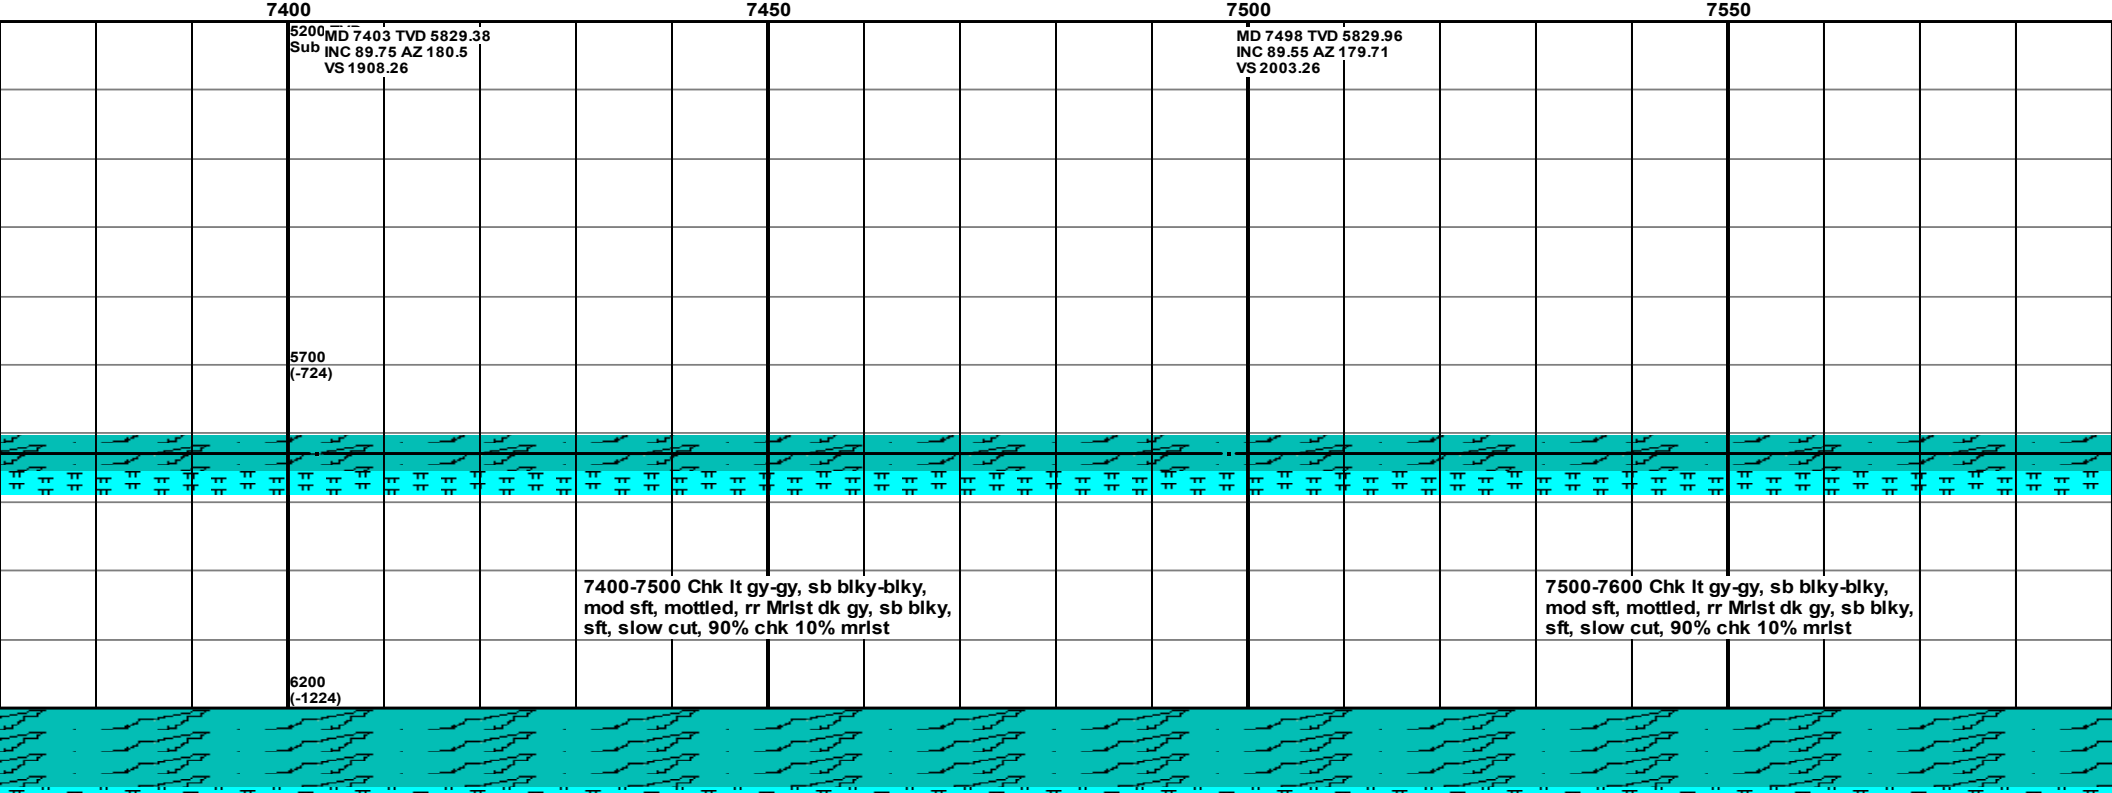 7400 7450 7500 7550
5200 TVD
Sub
MD 7403 TVD 5829.38
INC 89.75 AZ 180.5
VS 1908.26
MD 7498 TVD 5829.96
INC 89.55 AZ 179.71
VS 2003.26
5700
(-724)
7400-7500 Chk lt gy-gy, sb blky-blky,
mod sft, mottled, rr Mrlst dk gy, sb blky,
sft, slow cut, 90% chk 10% mrlst
7500-7600 Chk lt gy-gy, sb blky-blky,
mod sft, mottled, rr Mrlst dk gy, sb blky,
sft, slow cut, 90% chk 10% mrlst
6200
(-1224)